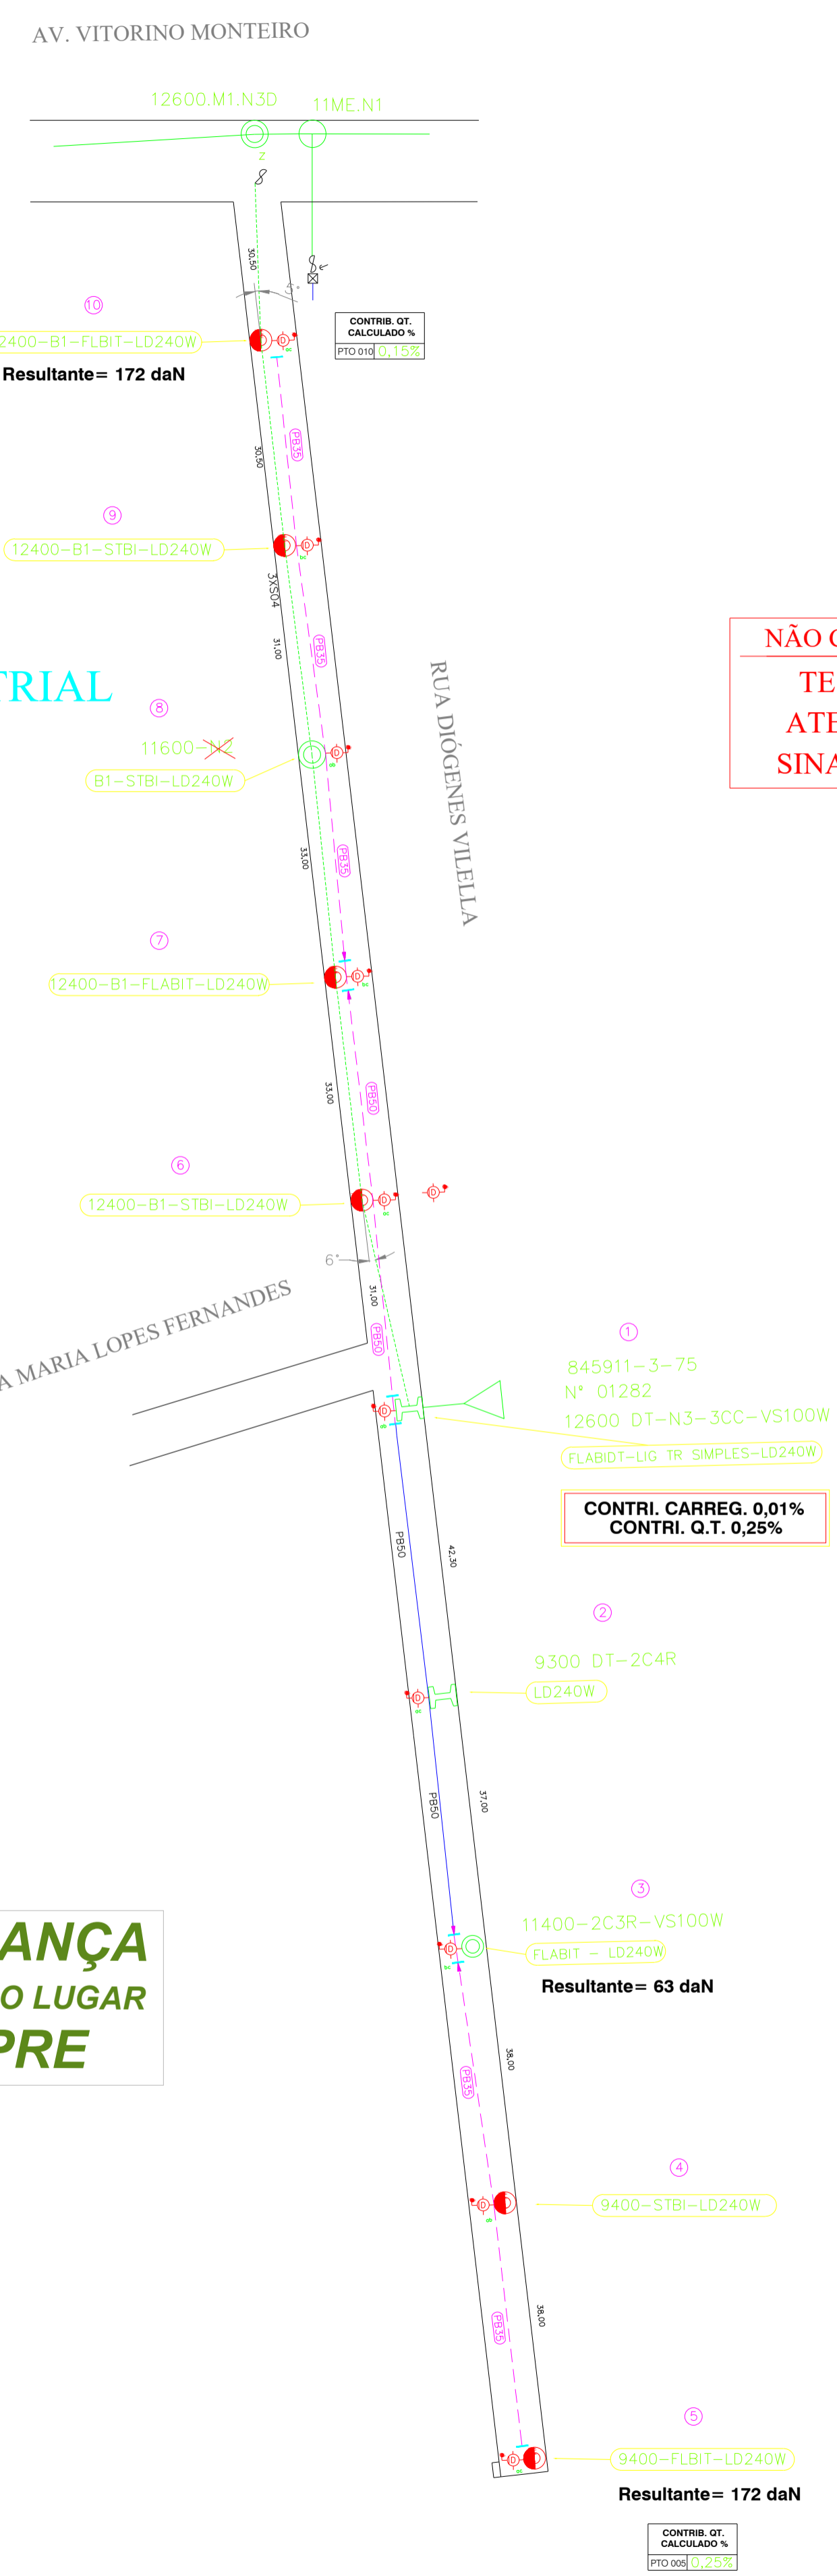 AV. VITORINO MONTEIRO
12600.M1.N3D
11ME.N1
Z
30,50
5°
10
2400-B1-FLBIT-LD240W
D
Resultante= 172 daN
CONTRIB. QT.
CALCULADO %
PTO 010 0,15%
PB35
30,50
9
12400-B1-STBI-LD240W
D
3XS04
31,00
PB35
TRIAL
RUA DIÓGENES VILELLA
NÃO
TE
ATE
SINA
8
11600-N2
D
B1-STBI-LD240W
33,00
PB35
7
12400-B1-FLABIT-LD240W
D
33,00
PB50
6
12400-B1-STBI-LD240W
D
D
6°
31,00
PB50
A MARIA LOPES FERNANDES
1
845911-3-75
N° 01282
12600 DT-N3-3CC-VS100W
D
FLABIDT-LIG TR SIMPLES-LD240W
CONTRI. CARREG. 0,01%
CONTRI. Q.T. 0,25%
PB50
42,30
2
9300 DT-2C4R
LD240W
D
PB50
37,00
3
11400-2C3R-VS100W
D
FLABIT - LD240W
Resultante= 63 daN
ANÇA
O LUGAR
PRE
38,00
PB35
4
9400-STBI-LD240W
D
38,00
PB35
5
9400-FLBIT-LD240W
D
Resultante= 172 daN
CONTRIB. QT.
CALCULADO %
PTO 005 0,25%